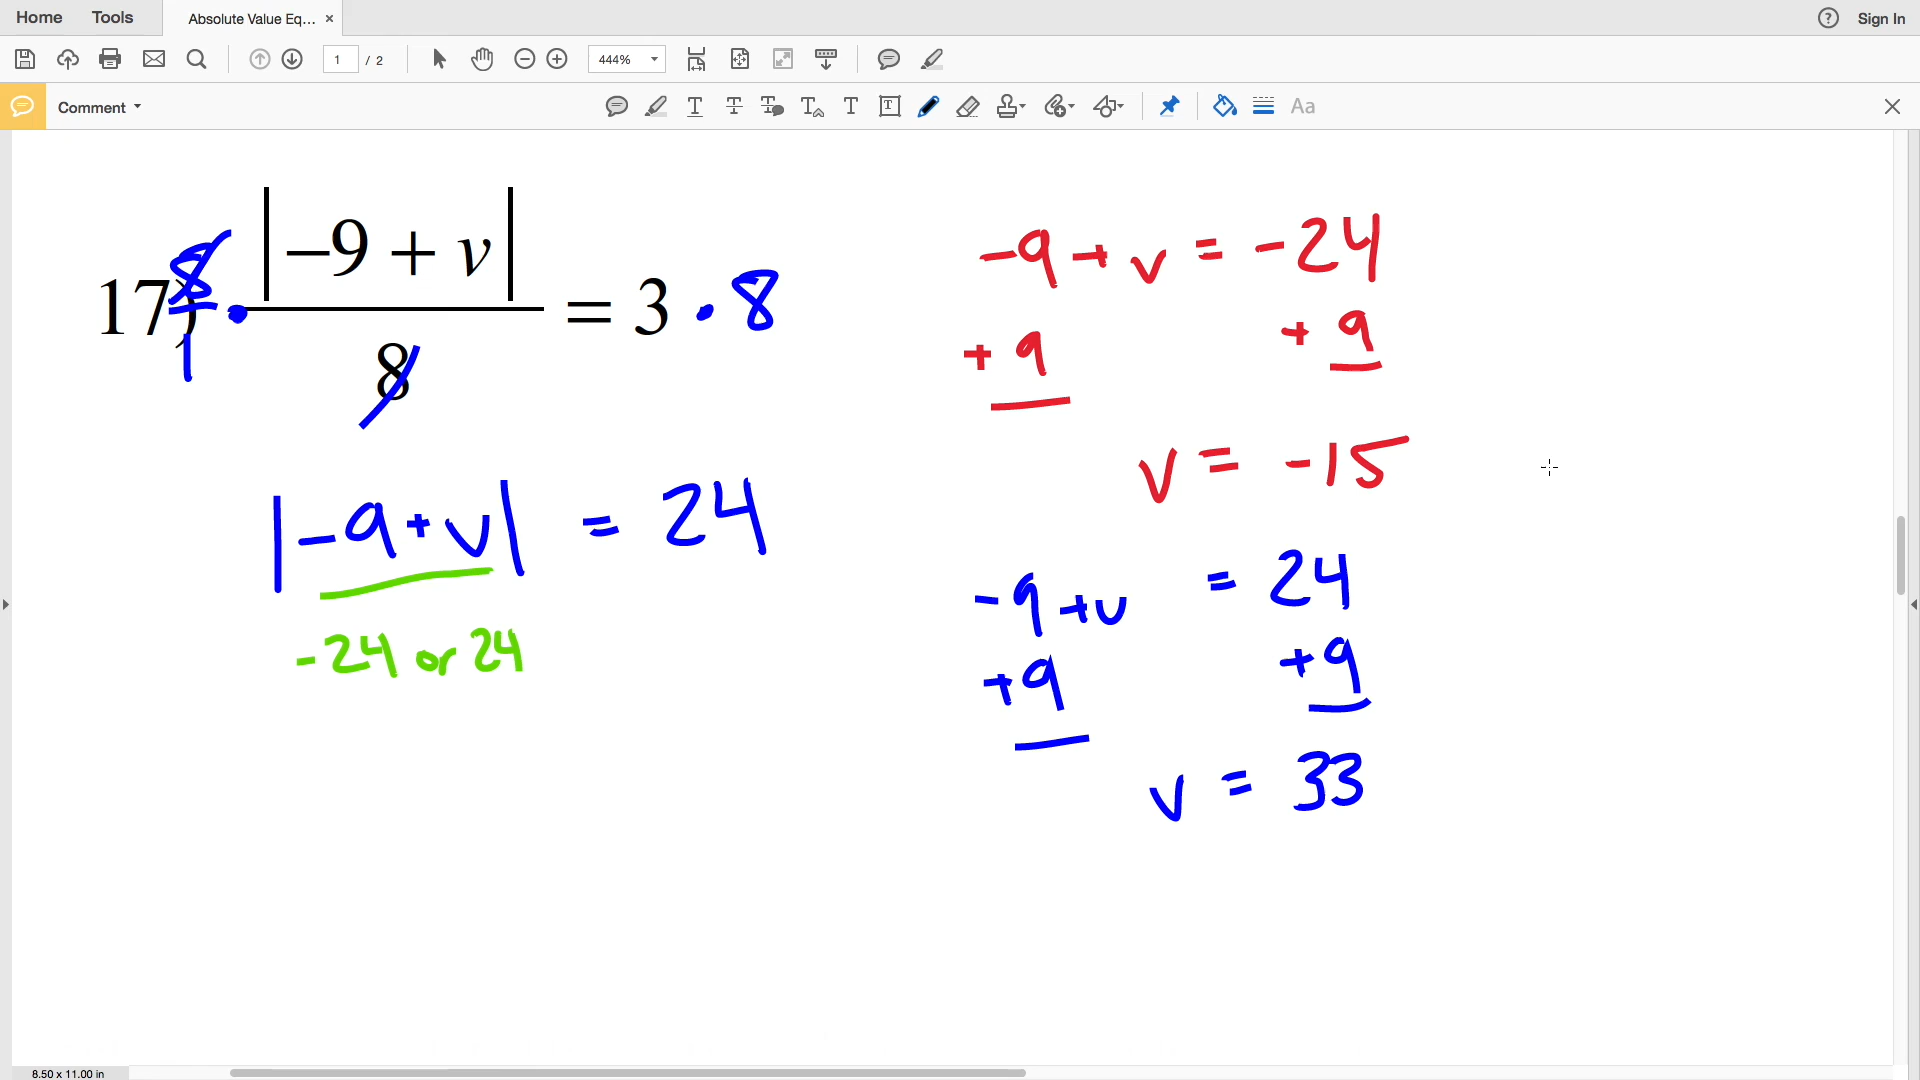 Home Tools Absolute Value Eq... × ? Sign In
1 / 2 444%
Comment T T T T T T Aa
17) 8/1 · |−9 + v| / 8 = 3 · 8
|-9+v| = 24
-24 or 24
-9+v = -24
+9 +9
v = -15
-9+v = 24
+9 +9
v = 33
8.50 x 11.00 in